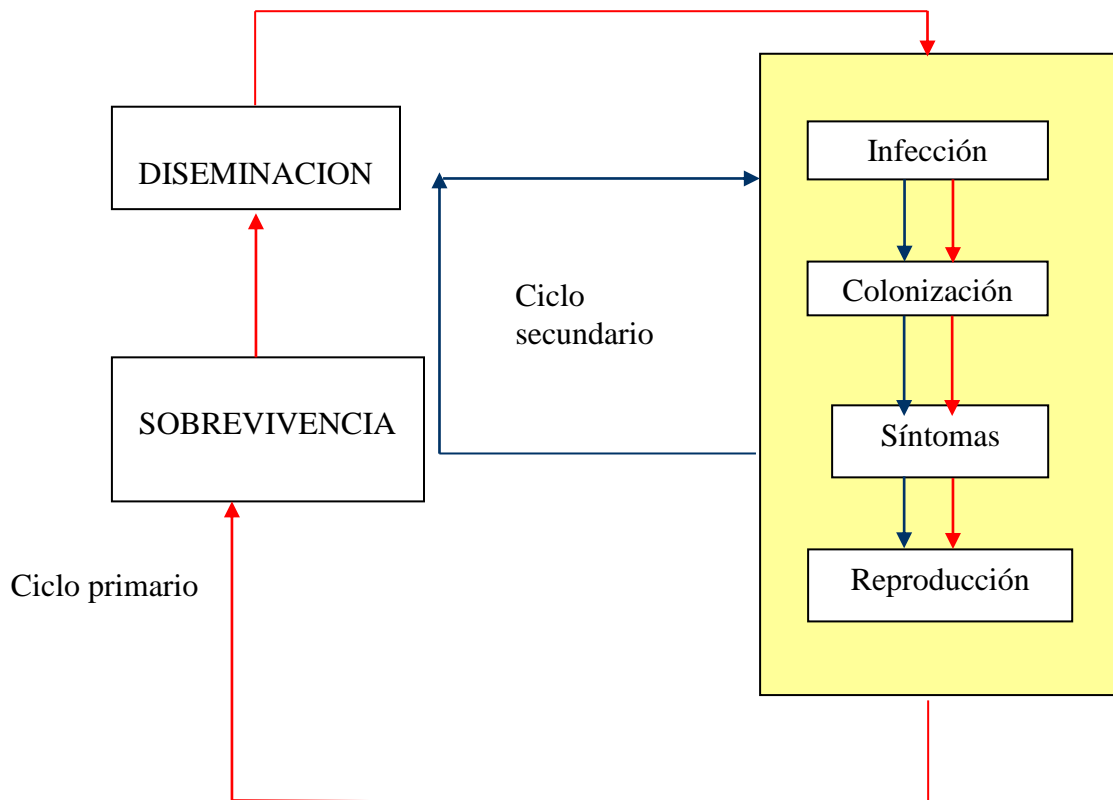 DISEMINACION
SOBREVIVENCIA
Ciclo primario
Ciclo
secundario
Infección
Colonización
Síntomas
Reproducción